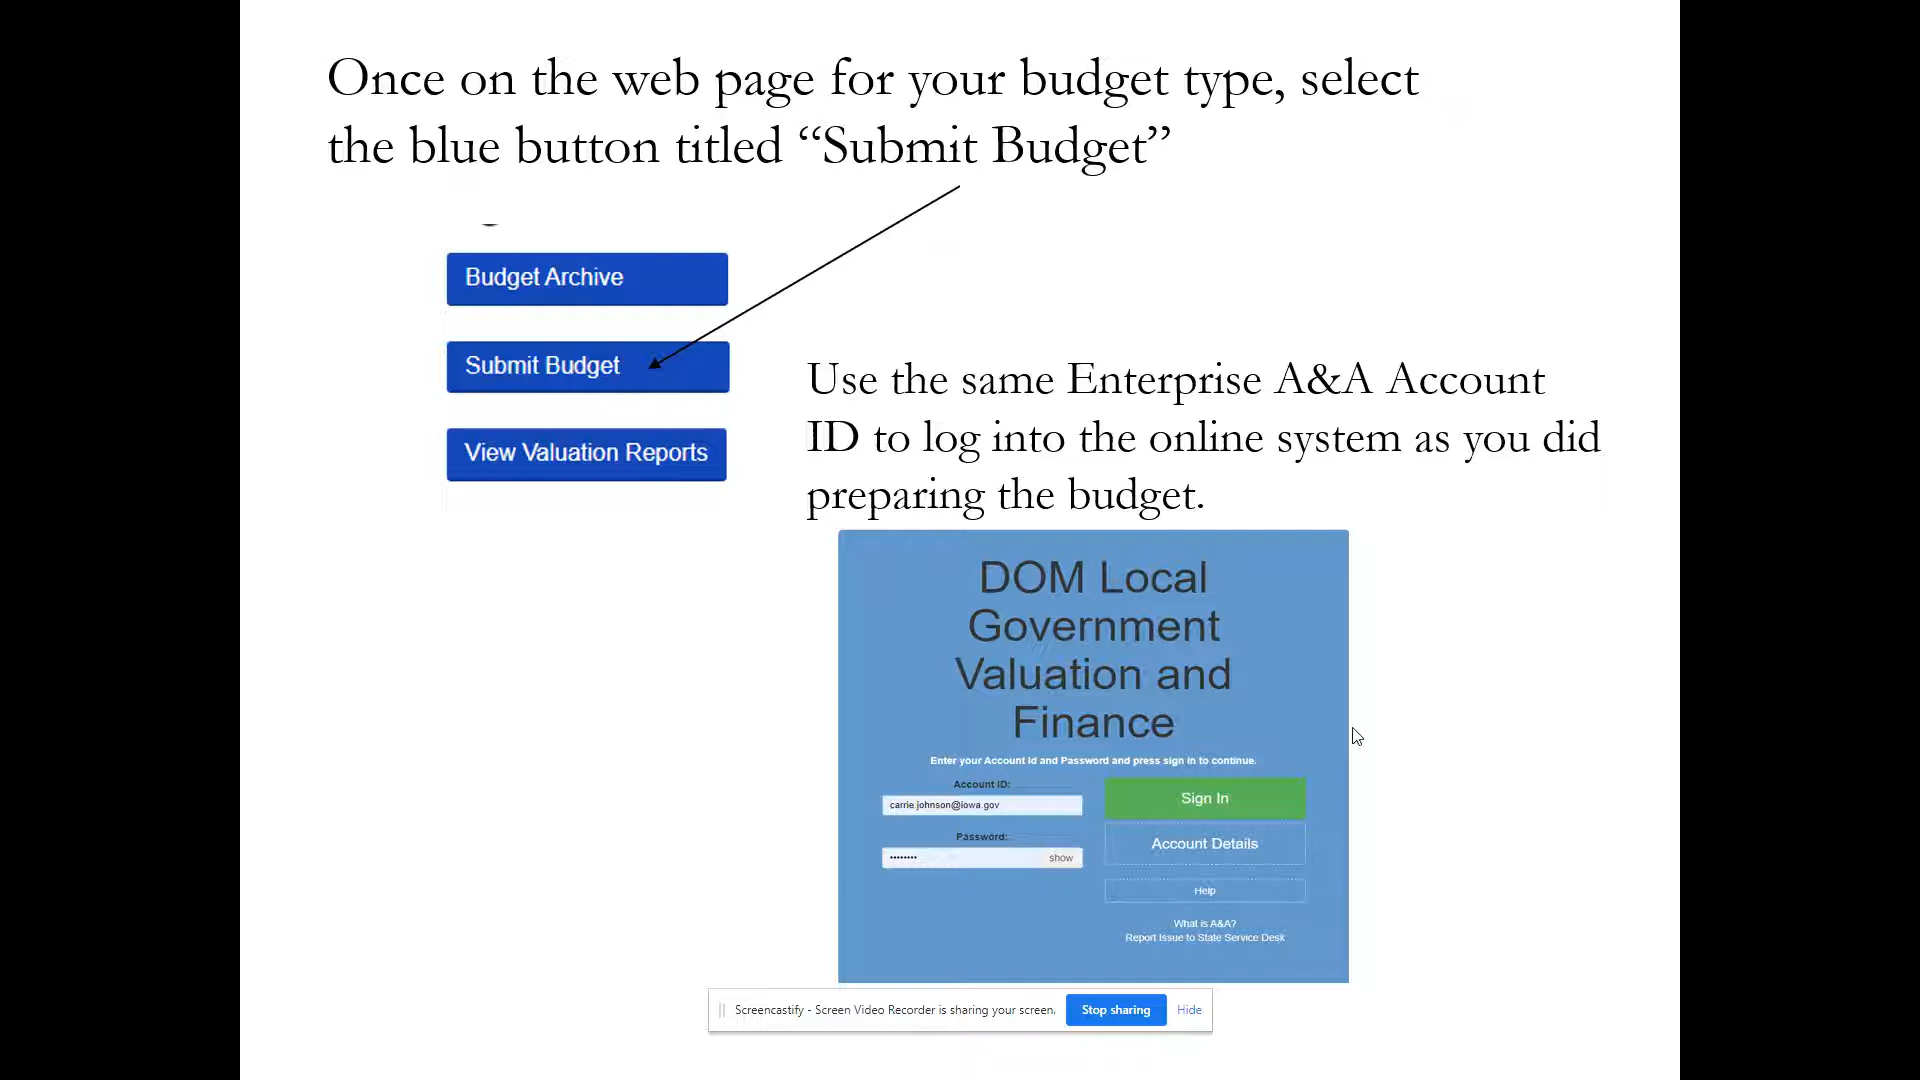 Once on the web page for your budget type, select
the blue button titled “Submit Budget”
Budget Archive
Submit Budget
View Valuation Reports
Use the same Enterprise A&A Account
ID to log into the online system as you did
preparing the budget.
DOM Local
Government
Valuation and
Finance
Enter your Account Id and Password and press sign in to continue.
Account ID:
carrie.johnson@iowa.gov
Password:
••••••••
show
Sign In
Account Details
Help
What is A&A?
Report Issue to State Service Desk
Screencastify - Screen Video Recorder is sharing your screen.
Stop sharing
Hide